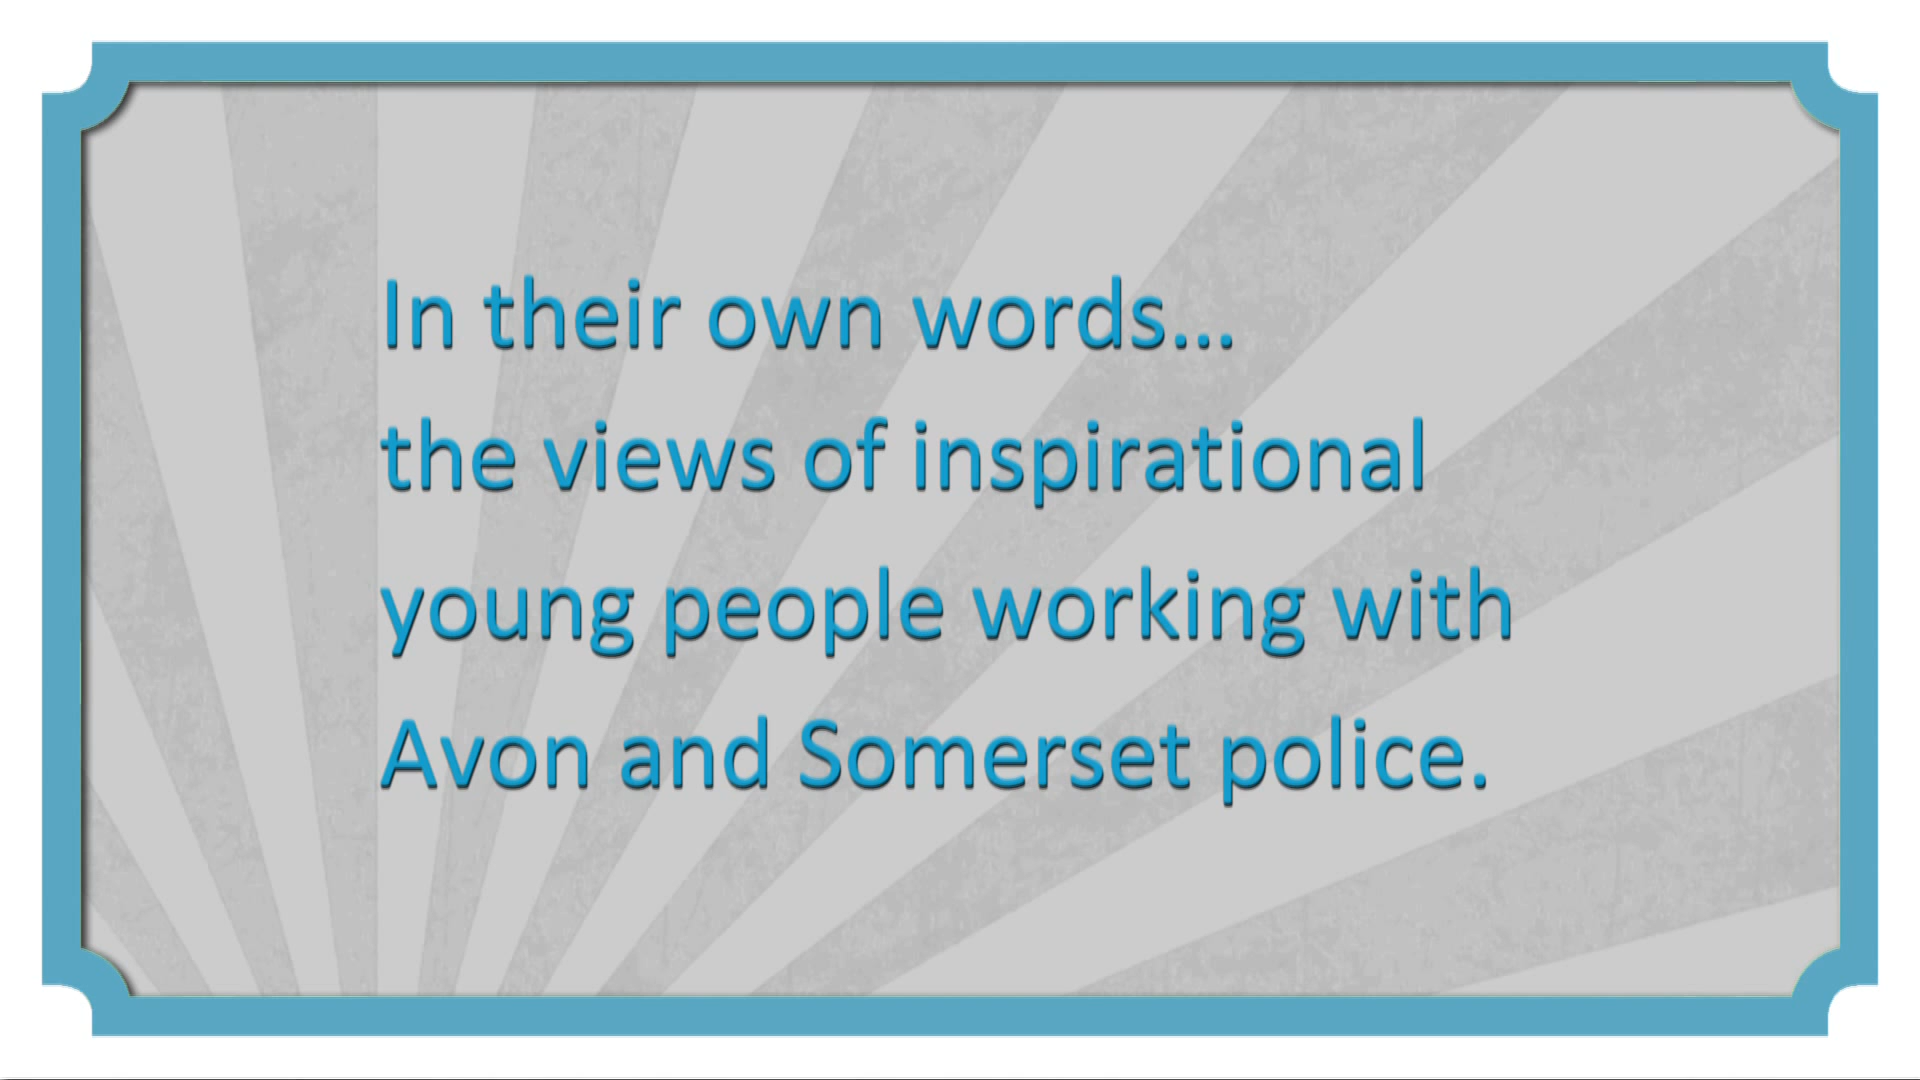 In their own words...
the views of inspirational
young people working with
Avon and Somerset police.